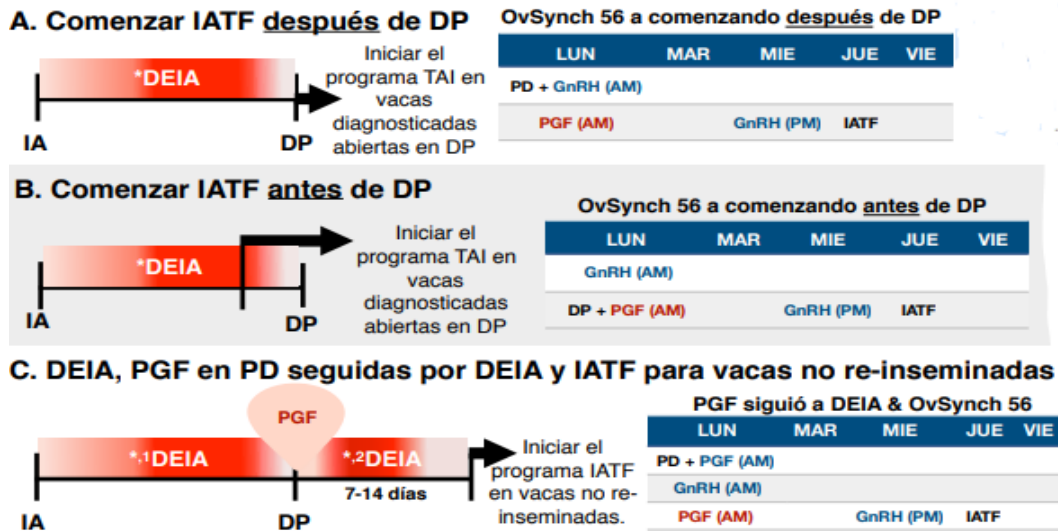 A. Comenzar IATF después de DP
*DEIA
IA
DP
Iniciar el
programa TAI en
vacas
diagnosticadas
abiertas en DP
OvSynch 56 a comenzando después de DP
LUN MAR MIE JUE VIE
PD + GnRH (AM)
PGF (AM) GnRH (PM) IATF
B. Comenzar IATF antes de DP
*DEIA
IA
DP
Iniciar el
programa TAI en
vacas
diagnosticadas
abiertas en DP
OvSynch 56 a comenzando antes de DP
LUN MAR MIE JUE VIE
GnRH (AM)
DP + PGF (AM) GnRH (PM) IATF
C. DEIA, PGF en PD seguidas por DEIA y IATF para vacas no re-inseminadas
PGF
*,1DEIA
*,2DEIA
7-14 días
IA
DP
Iniciar el
programa IATF
en vacas no re-
inseminadas.
PGF siguió a DEIA & OvSynch 56
LUN MAR MIE JUE VIE
PD + PGF (AM)
GnRH (AM)
PGF (AM) GnRH (PM) IATF